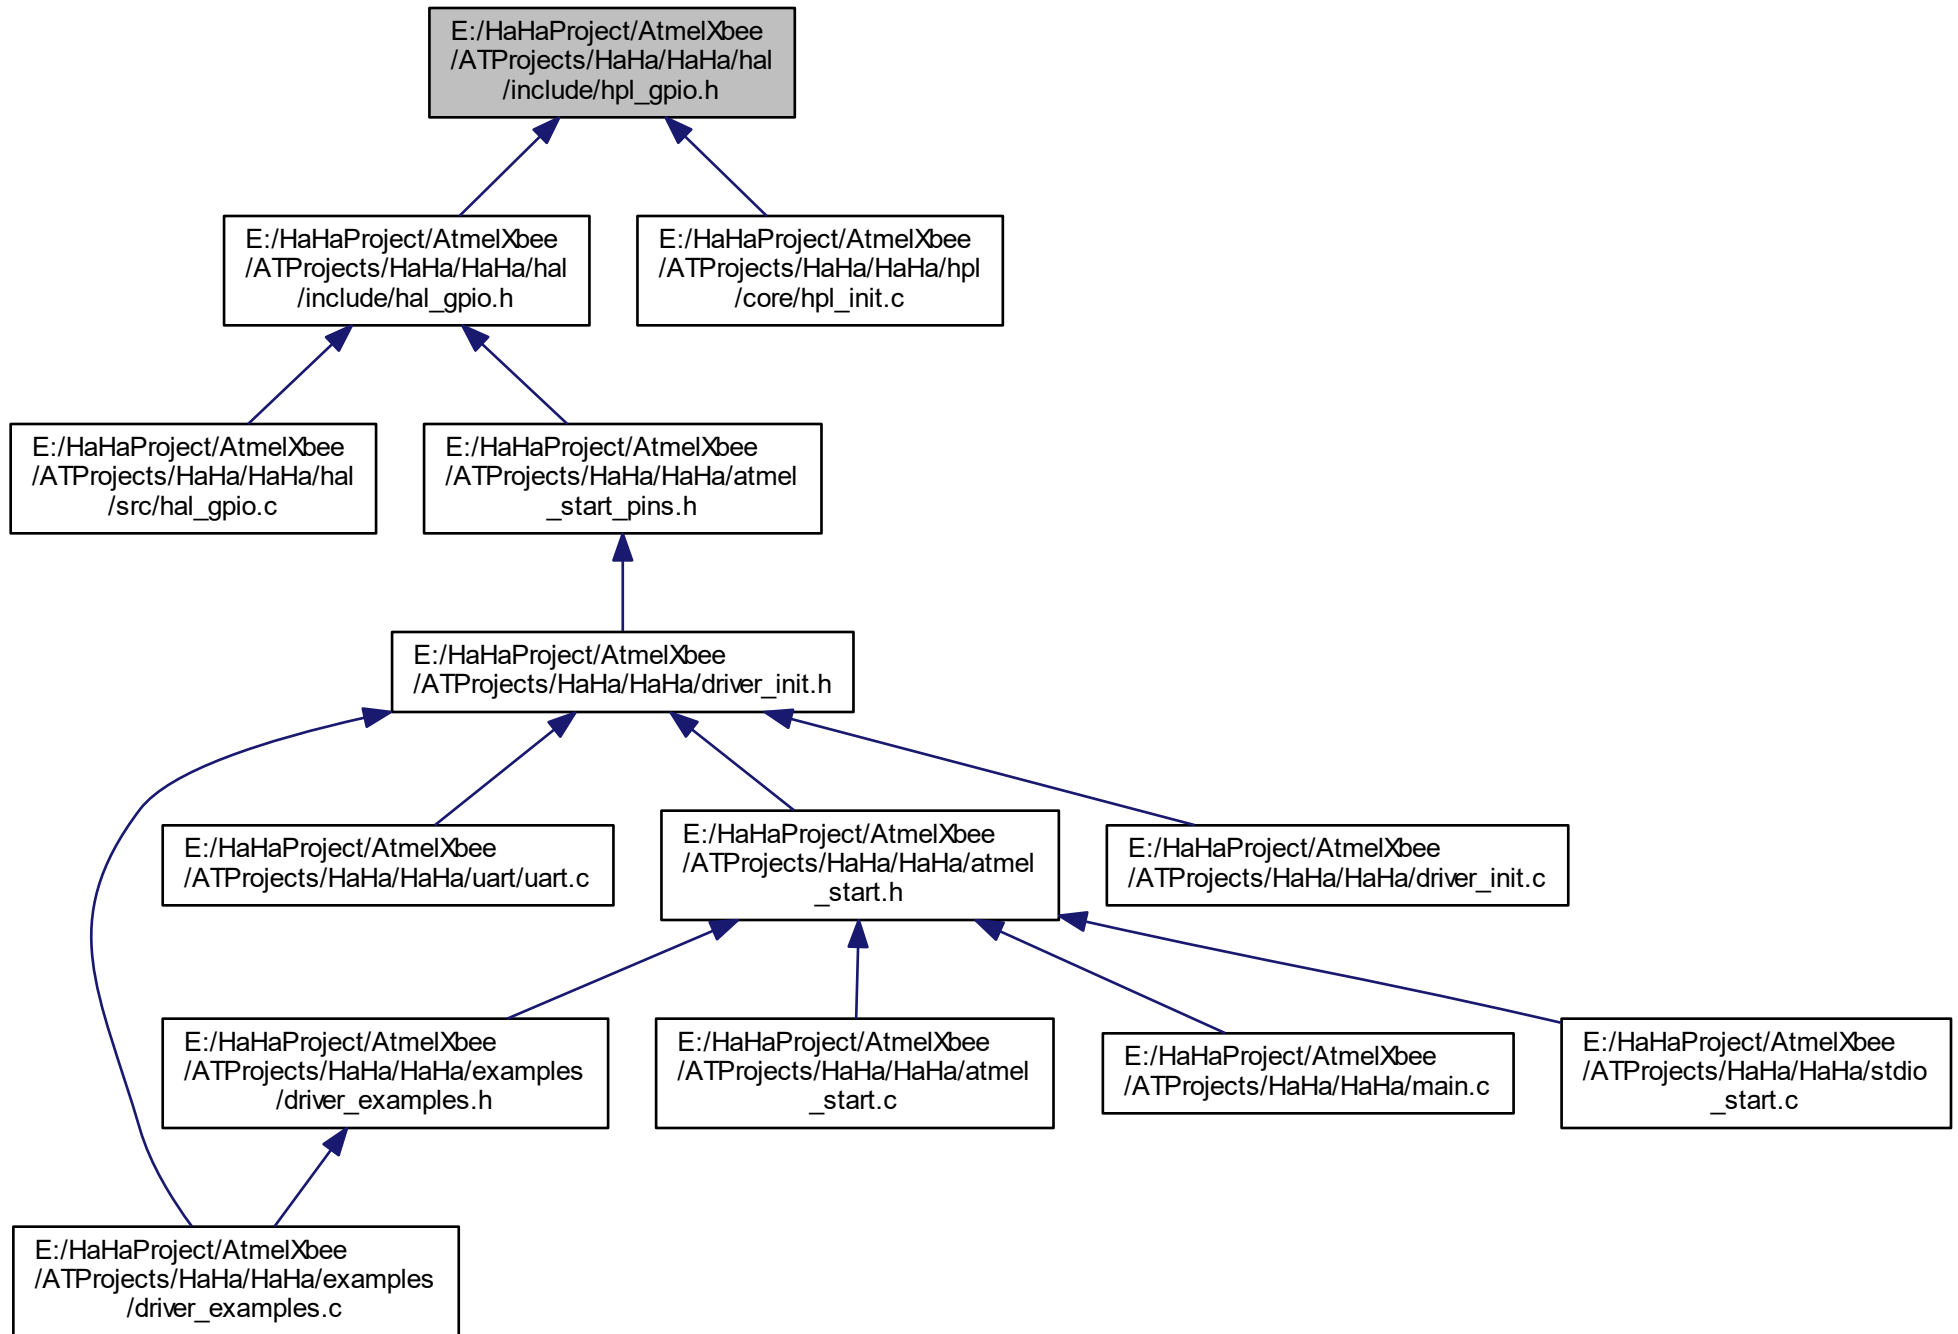 E:/HaHaProject/AtmelXbee
/ATProjects/HaHa/HaHa/hal
/include/hpl_gpio.h
E:/HaHaProject/AtmelXbee
/ATProjects/HaHa/HaHa/hal
/include/hal_gpio.h
E:/HaHaProject/AtmelXbee
/ATProjects/HaHa/HaHa/hpl
/core/hpl_init.c
E:/HaHaProject/AtmelXbee
/ATProjects/HaHa/HaHa/hal
/src/hal_gpio.c
E:/HaHaProject/AtmelXbee
/ATProjects/HaHa/HaHa/atmel
_start_pins.h
E:/HaHaProject/AtmelXbee
/ATProjects/HaHa/HaHa/driver_init.h
E:/HaHaProject/AtmelXbee
/ATProjects/HaHa/HaHa/uart/uart.c
E:/HaHaProject/AtmelXbee
/ATProjects/HaHa/HaHa/atmel
_start.h
E:/HaHaProject/AtmelXbee
/ATProjects/HaHa/HaHa/driver_init.c
E:/HaHaProject/AtmelXbee
/ATProjects/HaHa/HaHa/examples
/driver_examples.h
E:/HaHaProject/AtmelXbee
/ATProjects/HaHa/HaHa/atmel
_start.c
E:/HaHaProject/AtmelXbee
/ATProjects/HaHa/HaHa/main.c
E:/HaHaProject/AtmelXbee
/ATProjects/HaHa/HaHa/stdio
_start.c
E:/HaHaProject/AtmelXbee
/ATProjects/HaHa/HaHa/examples
/driver_examples.c